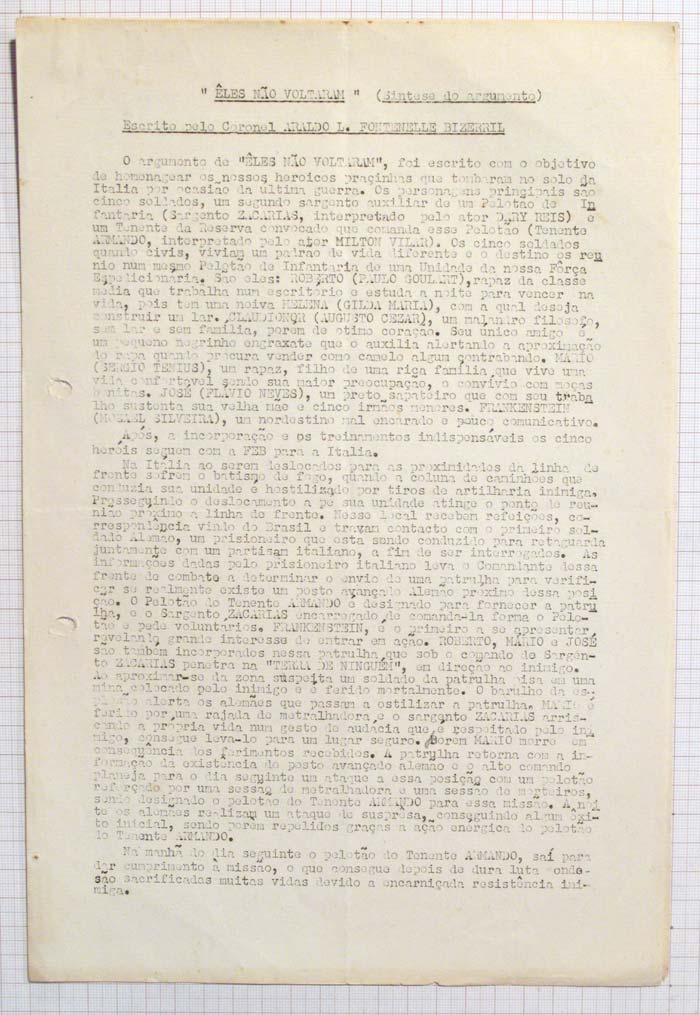 " ÊLES NÃO VOLTARAM " (Sintese do argumento)
Escrito pelo Coronel ARALDO L. FONTENELLE BIZERRIL
O argumento de "ÊLES NÃO VOLTARAM", foi escrito com o objetivo
de homenagear os nossos heroicos praçinhas que tombaram no solo da
Italia por ocasião da ultima guerra. Os personagens principais são
cinco soldados, um segundo sargento auxiliar de um Pelotão de In
fantaria (Sargento ZACARIAS, interpretado pelo ator DARY REIS) e
um Tenente da Reserva convocado que comanda esse Pelotão (Tenente
ARMANDO, interpretado pelo ator MILTOM VILAR). Os cinco soldados
quando civis, viviam um padrão de vida diferente e o destino os reu
niu num mesmo Pelotão de Infantaria de uma Unidade da nossa Fôrça
Expedicionária. São eles: ROBERTO (PAULO GOULART), rapaz da classe
media que trabalha num escritório e estuda a noite para vencer na
vida, pois tem uma noiva HELENA (GILDA MARIA), com a qual deseja
construir um lar. CLAUDIONOR (AUGUSTO CEZAR), um malandro filosofo,
sem lar e sem familia, porem de otimo coração. Seu unico amigo é
um pequeno negrinho engraxate que o auxilia alertando a aproximação
do rapa quando procura vender como camelo algum contrabando. MARIO
(SERGIO TENIUS), um rapaz, filho de uma rica familia que vive uma
vida confortavel sendo sua maior preocupação, o convivio com moças
bonitas. JOSÉ (FLAVIO NEVES), um preto sapateiro que com seu traba
lho sustenta sua velha mãe e cinco irmãos menores. FRANKENSTEIN
(MOZAEL SILVEIRA), um nordestino mal encarado e pouco comunicativo.
Após, a incorporação e os treinamentos indispensáveis os cinco
heróis seguem com a FEB para a Italia.
Na Itália ao serem deslocados para as proximidades da linha de
frente sofrem o batismo de fogo, quando a coluna de caminhões que
conduzia sua unidade e hostilizado por tiros de artilharia inimiga.
Prosseguindo o deslocamento a pé sua unidade atinge o ponto de reu-
nião próximo a linha de frente. Nesse local recebem refeições, co-
rrespondencia vindo do Brasil e travam contacto com o primeiro sol-
dado Alemão, um prisioneiro que esta sendo conduzido para retaguarda
juntamente com um partisam italiano, a fim de ser interrogados. As
informações dadas pelo prisioneiro italiano leva o Comandante dessa
frente de combate a determinar o envio de uma patrulha para verifi-
car se realmente existe um posto avançado Alemão próximo dessa posi
ção. O Pelotão do Tenente ARMANDO e designado para fornecer a patru
lha, e o Sargento ZACARIAS encarregado de comanda-la forma o Pelo-
tão e pede voluntários. FRANKENSTEIN, e o primeiro a se apresentar
revelando grande interesse de entrar em ação. ROBERTO, MARIO e JOSÉ
são também incorporados nessa patrulha que sob o comando de Sargen-
to ZACARIAS penetra na "TERRA DE NINGUÉM", em direção ao inimigo.
Ao aproximar-se da zona suspeita um soldado da patrulha pisa em uma
mina colocado pelo inimigo e é ferido mortalmente. O barulho da es-
plosão alerta os alemães que passam a ostilizar a patrulha. MARIO é
ferido por uma rajada de metralhadora e o sargento ZACARIAS arris-
cando a própria vida num gesto de audacia que é respeitado pelo ini
migo, consegue leva-lo para um lugar seguro. Porem MARIO morre em
conseqüência dos ferimentos recebidos. A patrulha retorna com a in-
formação da existência do posto avançado alemão e o alto comando
planeja para o dia seguinte um ataque a essa posição com um pelotão
reforçado por uma sessão de metralhadora e uma sessão de morteiros,
sendo designado o pelotão do Tenente ARMANDO para essa missão. A noi
te os alemães realizam um ataque de suspresa, conseguindo algum exi-
to inicial, sendo porem repelidos graças a ação energica do pelotão
do Tenente ARMANDO.
Na manhã do dia seguinte o pelotão do Tenente ARMANDO, saí para
dar cumprimento à missão, o que consegue depois de dura luta onde
são sacrificadas muitas vidas devido a encarniçada resistência ini-
miga.